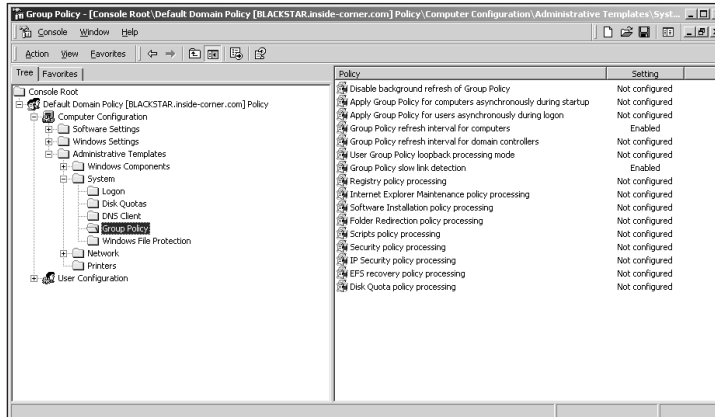 Group Policy - [Console Root\Default Domain Policy [BLACKSTAR.inside-corner.com] Policy\Computer Configuration\Administrative Templates\Syst...
Console Window Help
Action View Favorites
Tree Favorites
Console Root
Default Domain Policy [BLACKSTAR.inside-corner.com] Policy
Computer Configuration
Software Settings
Windows Settings
Administrative Templates
Windows Components
System
Logon
Disk Quotas
DNS Client
Group Policy
Windows File Protection
Network
Printers
User Configuration
Policy Setting
Disable background refresh of Group Policy Not configured
Apply Group Policy for computers asynchronously during startup Not configured
Apply Group Policy for users asynchronously during logon Not configured
Group Policy refresh interval for computers Enabled
Group Policy refresh interval for domain controllers Not configured
User Group Policy loopback processing mode Not configured
Group Policy slow link detection Enabled
Registry policy processing Not configured
Internet Explorer Maintenance policy processing Not configured
Software Installation policy processing Not configured
Folder Redirection policy processing Not configured
Scripts policy processing Not configured
Security policy processing Not configured
IP Security policy processing Not configured
EFS recovery policy processing Not configured
Disk Quota policy processing Not configured